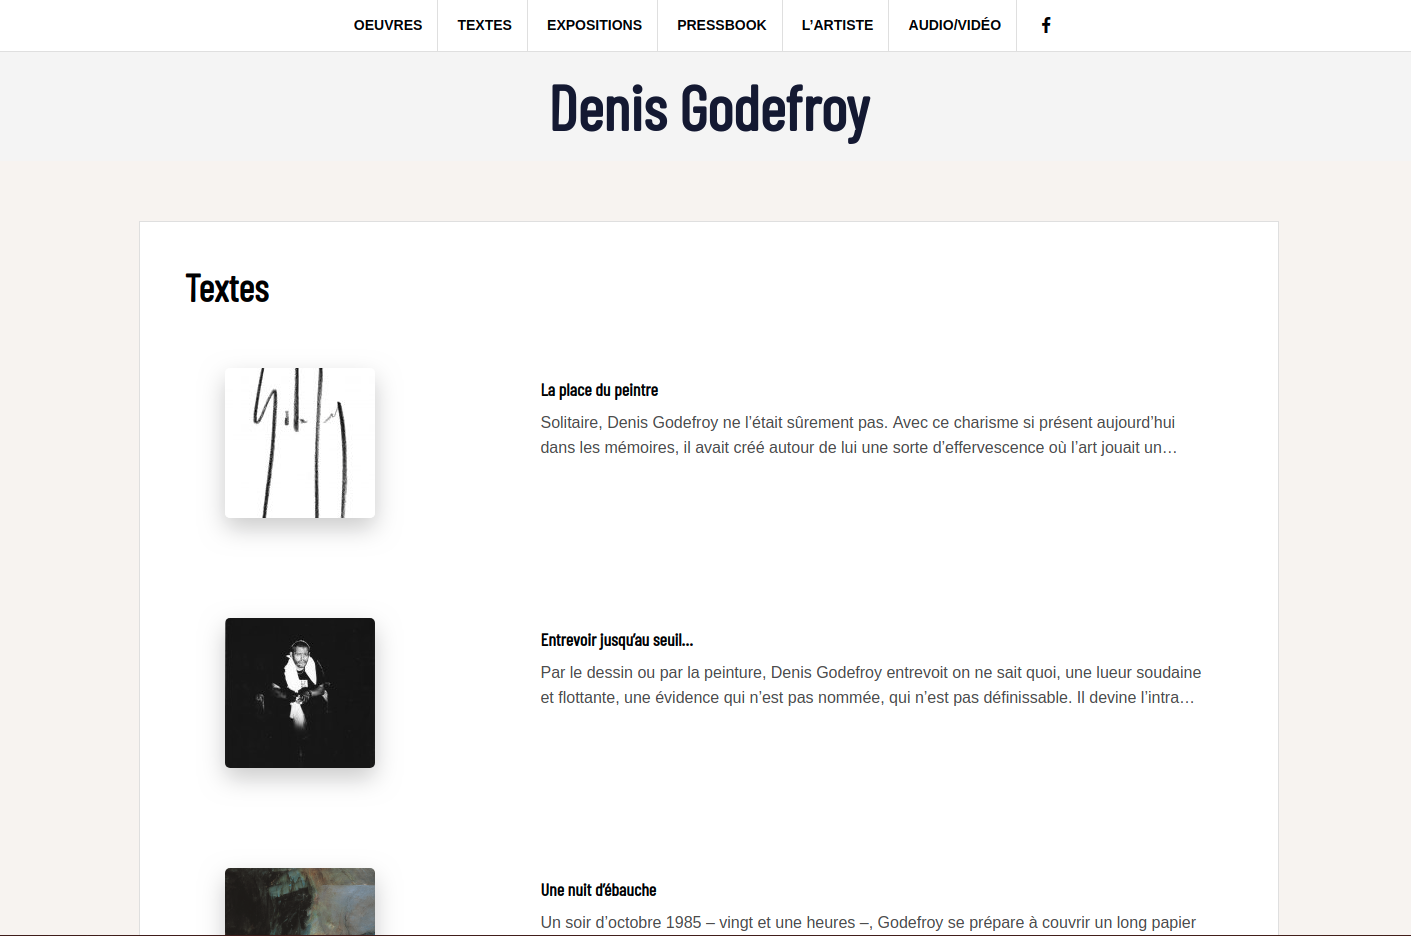 OEUVRES TEXTES EXPOSITIONS PRESSBOOK L’ARTISTE AUDIO/VIDÉO
Denis Godefroy
Textes
La place du peintre
Solitaire, Denis Godefroy ne l’était sûrement pas. Avec ce charisme si présent aujourd’hui
dans les mémoires, il avait créé autour de lui une sorte d’effervescence où l’art jouait un…
Entrevoir jusqu’au seuil…
Par le dessin ou par la peinture, Denis Godefroy entrevoit on ne sait quoi, une lueur soudaine
et flottante, une évidence qui n’est pas nommée, qui n’est pas définissable. Il devine l’intra…
Une nuit d’ébauche
Un soir d’octobre 1985 – vingt et une heures –, Godefroy se prépare à couvrir un long papier